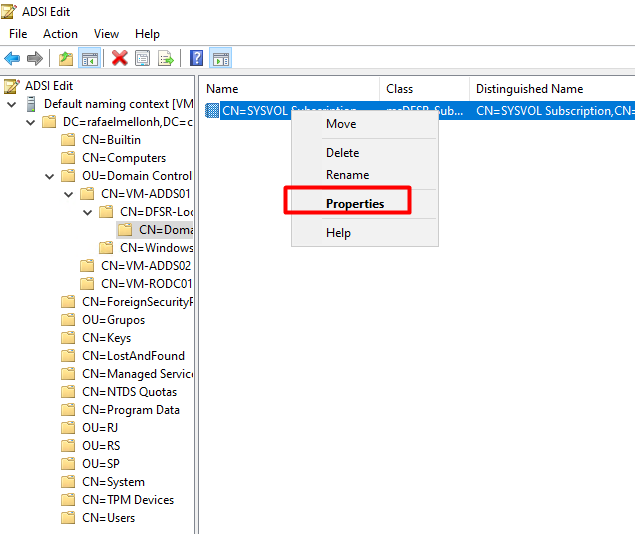 ADSI Edit
File Action View Help
ADSI Edit
Default naming context [VM
DC=rafaelmellonh,DC=c
CN=Builtin
CN=Computers
OU=Domain Control
CN=VM-ADDS01
CN=DFSR-Loc
CN=Doma
CN=Windows
CN=VM-ADDS02
CN=VM-RODC01
CN=ForeignSecurityP
OU=Grupos
CN=Keys
CN=LostAndFound
CN=Managed Service
CN=NTDS Quotas
CN=Program Data
OU=RJ
OU=RS
OU=SP
CN=System
CN=TPM Devices
CN=Users
Name Class Distinguished Name
CN=SYSVOL Subscription msDFSR-Sub... CN=SYSVOL Subscription,CN=
Move
Delete
Rename
Properties
Help